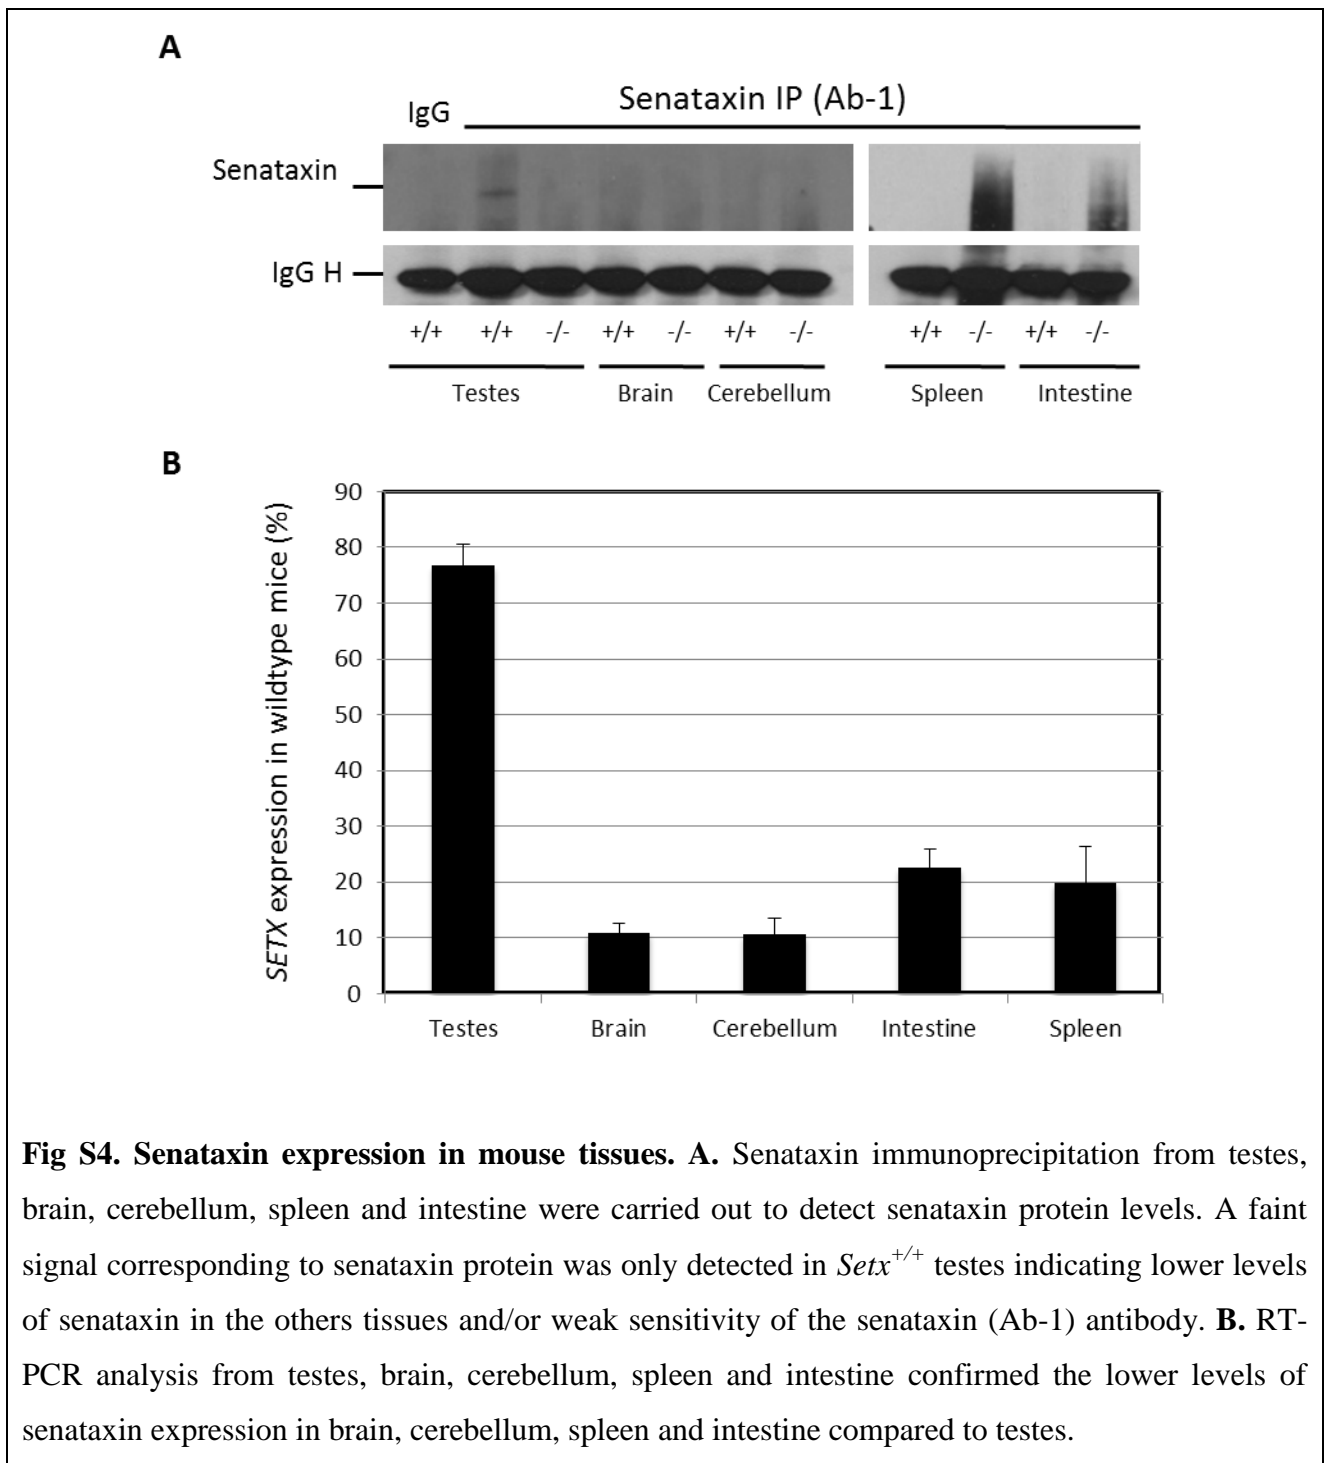 A
IgG
Senataxin IP (Ab-1)
Senataxin
IgG H
+/+ +/+ -/- +/+ -/- +/+ -/- +/+ -/- +/+ -/-
Testes Brain Cerebellum Spleen Intestine
B
SETX expression in wildtype mice (%)
90
80
70
60
50
40
30
20
10
0
Testes Brain Cerebellum Intestine Spleen
Fig S4. Senataxin expression in mouse tissues. A. Senataxin immunoprecipitation from testes,
brain, cerebellum, spleen and intestine were carried out to detect senataxin protein levels. A faint
signal corresponding to senataxin protein was only detected in Setx+/+ testes indicating lower levels
of senataxin in the others tissues and/or weak sensitivity of the senataxin (Ab-1) antibody. B. RT-
PCR analysis from testes, brain, cerebellum, spleen and intestine confirmed the lower levels of
senataxin expression in brain, cerebellum, spleen and intestine compared to testes.